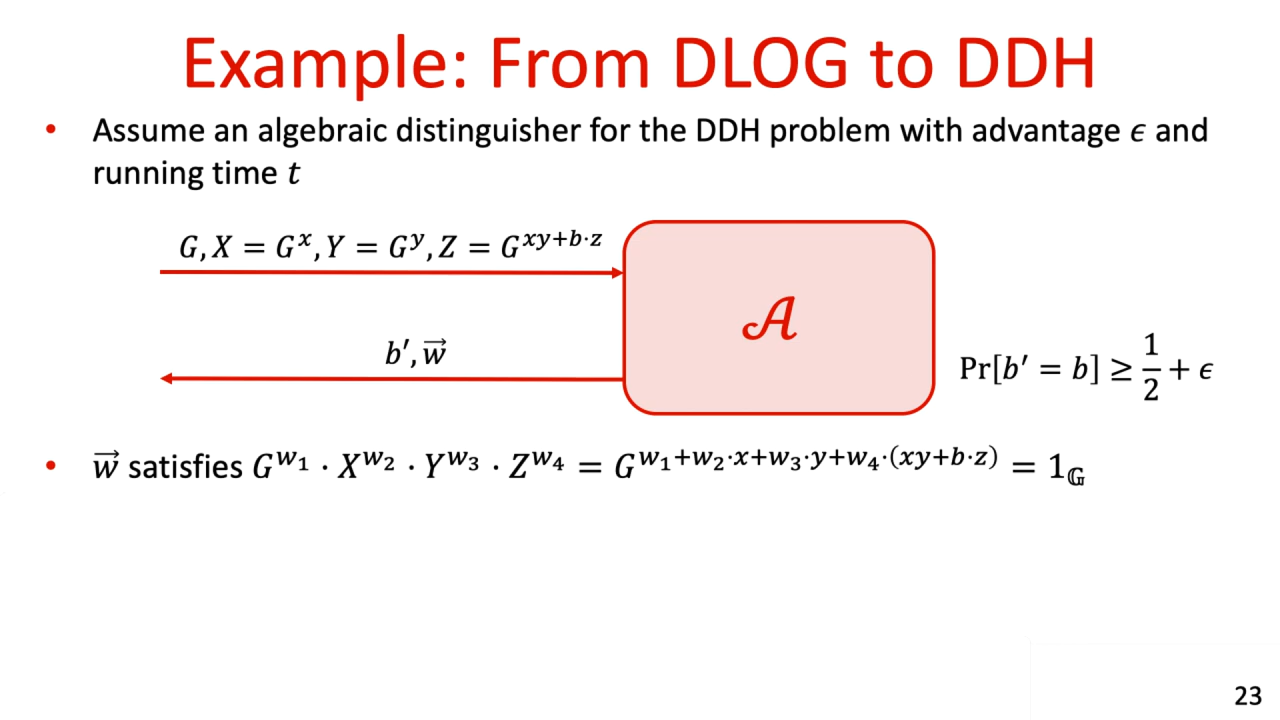 Example: From DLOG to DDH
• Assume an algebraic distinguisher for the DDH problem with advantage ϵ and
running time t
G, X = G^x, Y = G^y, Z = G^{xy+b·z}
𝒜
b′, w⃗
Pr[b′ = b] ≥ 1/2 + ϵ
• w⃗ satisfies G^{w₁} · X^{w₂} · Y^{w₃} · Z^{w₄} = G^{w₁+w₂·x+w₃·y+w₄·(xy+b·z)} = 1_𝔾
23